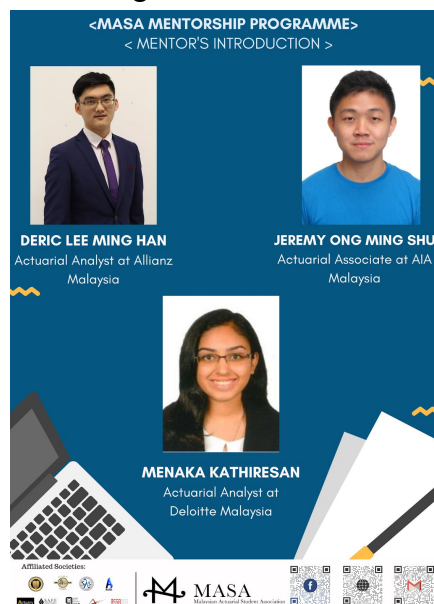 <MASA MENTORSHIP PROGRAMME>
< MENTOR'S INTRODUCTION >
DERIC LEE MING HAN
Actuarial Analyst at Allianz
Malaysia
JEREMY ONG MING SHU
Actuarial Associate at AIA
Malaysia
MENAKA KATHIRESAN
Actuarial Analyst at
Deloitte Malaysia
Affiliated Societies:
MASA
Malaysian Actuarial Student Association